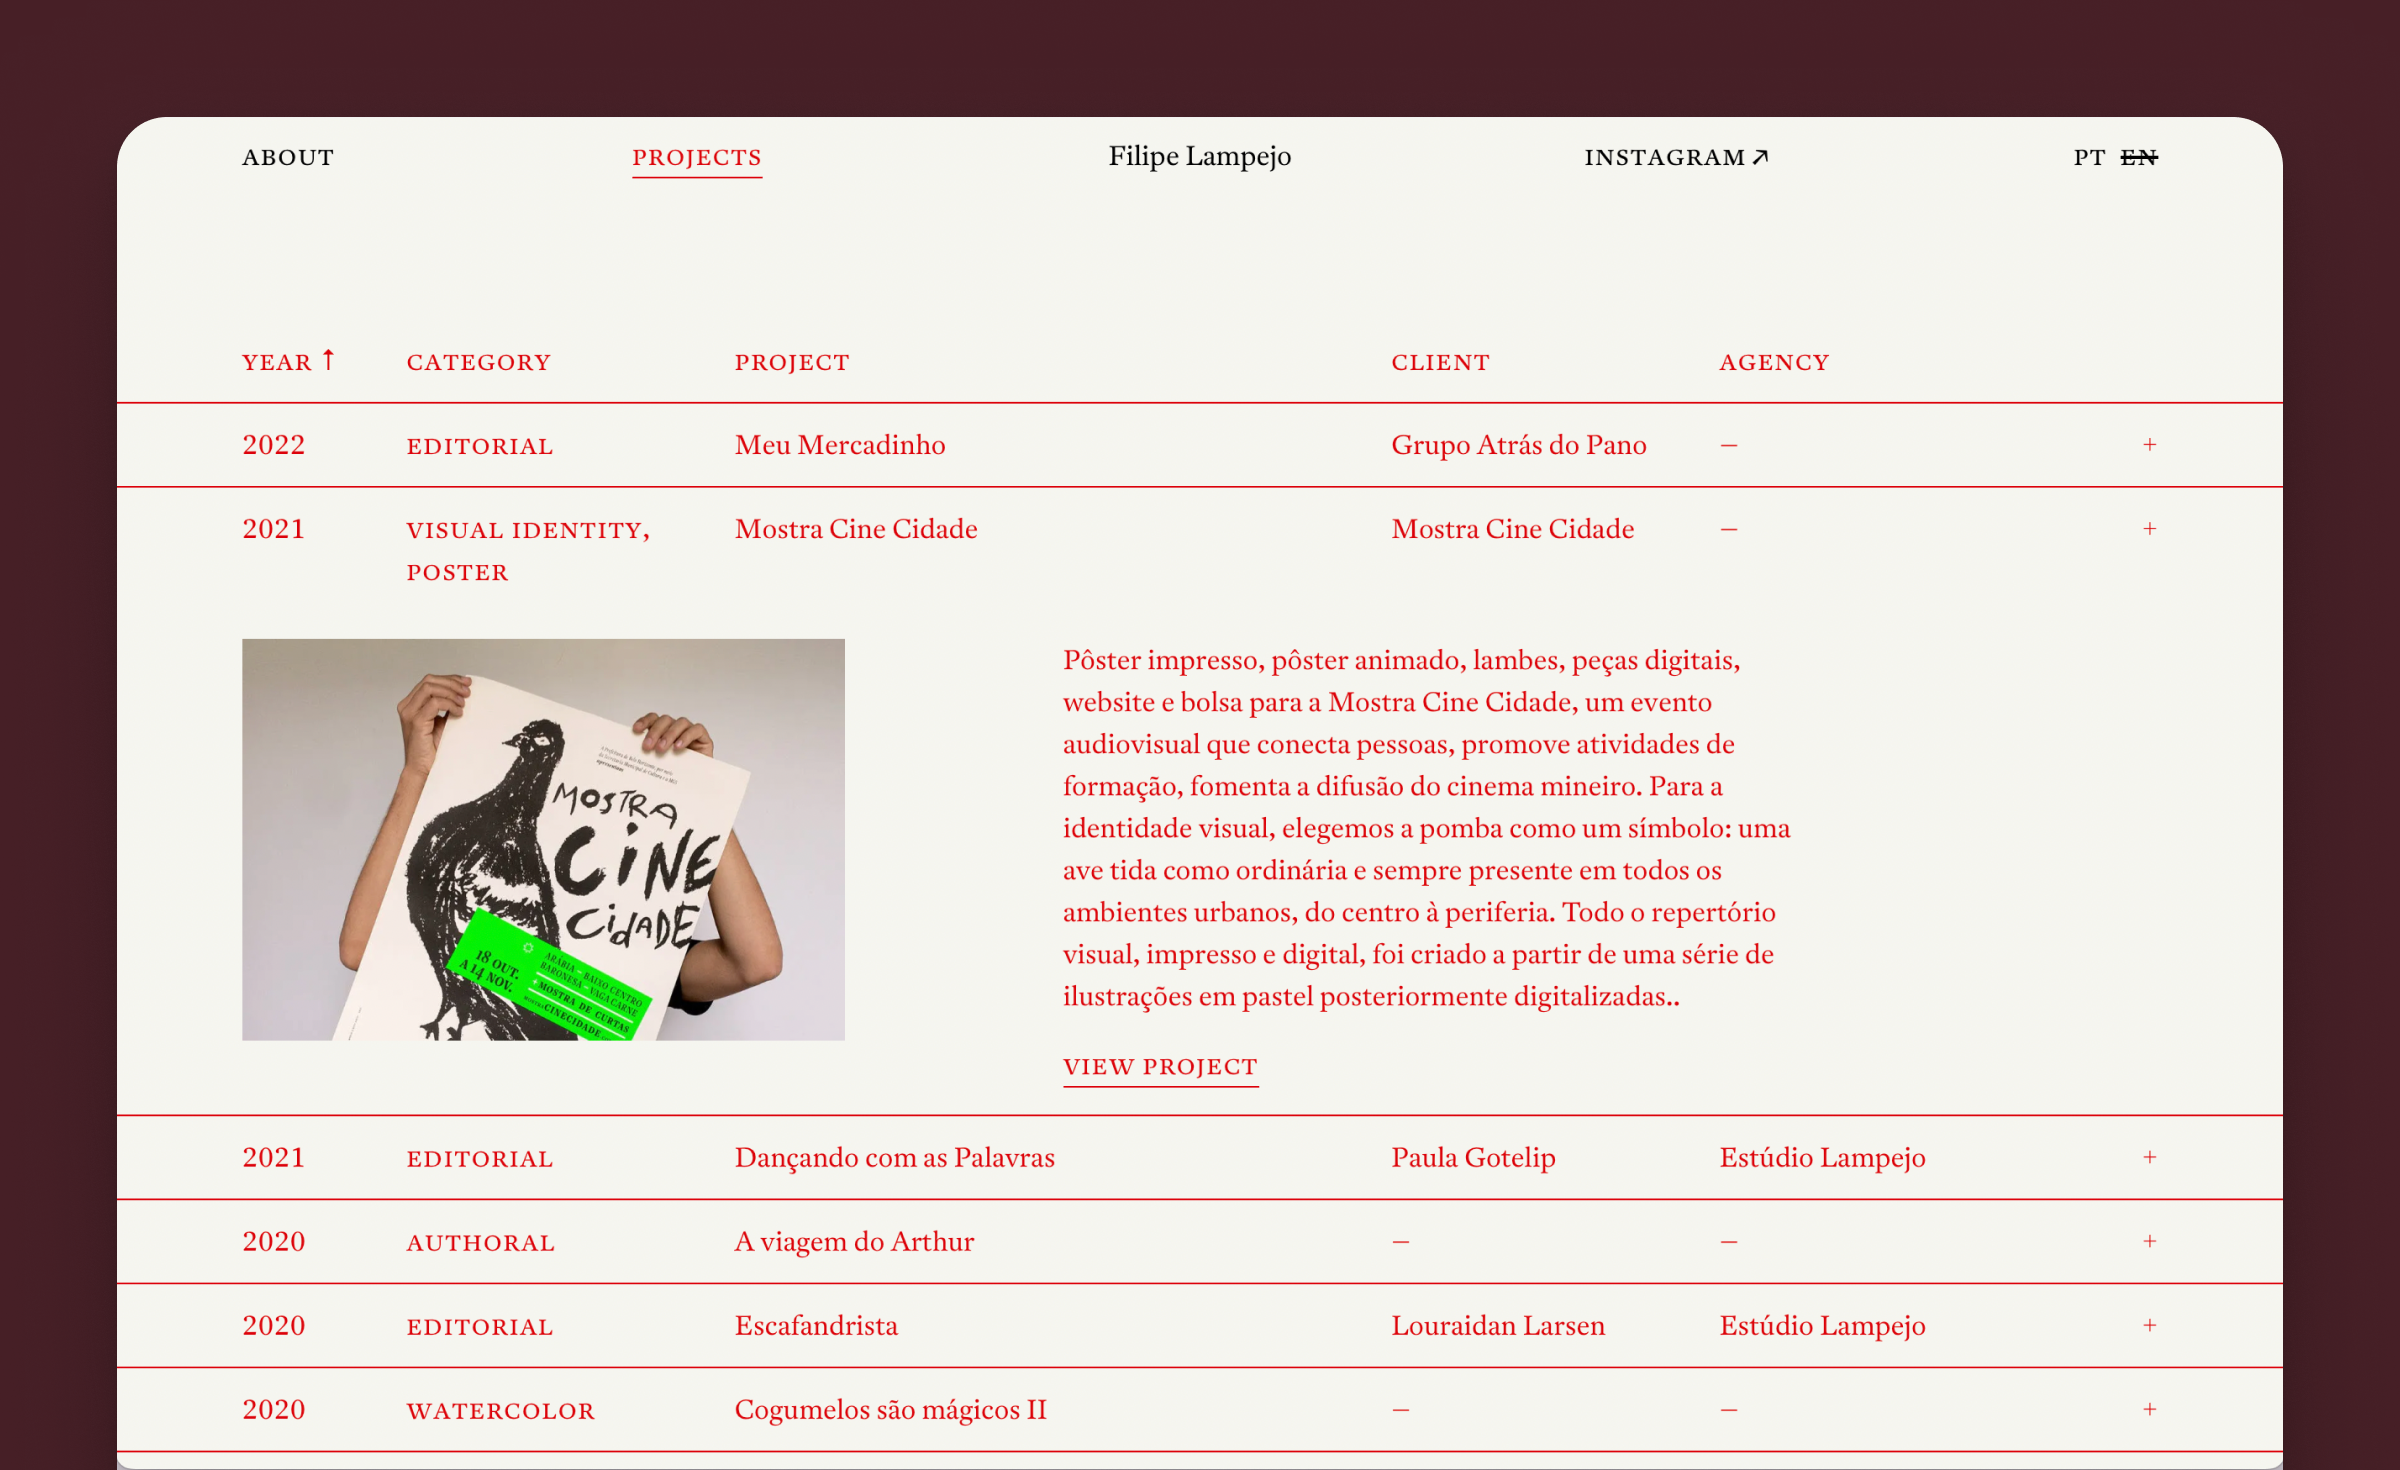 ABOUT PROJECTS Filipe Lampejo INSTAGRAM ↗ PT EN
YEAR ↑ CATEGORY PROJECT CLIENT AGENCY
2022 EDITORIAL Meu Mercadinho Grupo Atrás do Pano — +
2021 VISUAL IDENTITY, Mostra Cine Cidade Mostra Cine Cidade — +
POSTER
MOSTRA
CiNE
CidADE
18 OUT.
A 14 NOV.
ARÁBIA – BAIXO CENTRO
BARONESA – VAGA CARNE
+ MOSTRA DE CURTAS
MOSTRACINECIDADE
Pôster impresso, pôster animado, lambes, peças digitais,
website e bolsa para a Mostra Cine Cidade, um evento
audiovisual que conecta pessoas, promove atividades de
formação, fomenta a difusão do cinema mineiro. Para a
identidade visual, elegemos a pomba como um símbolo: uma
ave tida como ordinária e sempre presente em todos os
ambientes urbanos, do centro à periferia. Todo o repertório
visual, impresso e digital, foi criado a partir de uma série de
ilustrações em pastel posteriormente digitalizadas..
VIEW PROJECT
2021 EDITORIAL Dançando com as Palavras Paula Gotelip Estúdio Lampejo +
2020 AUTHORAL A viagem do Arthur — — +
2020 EDITORIAL Escafandrista Louraidan Larsen Estúdio Lampejo +
2020 WATERCOLOR Cogumelos são mágicos II — — +